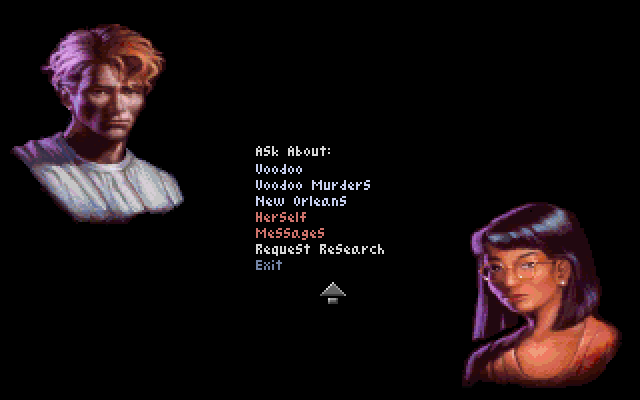 Ask About:
Voodoo
Voodoo Murders
New Orleans
Herself
Messages
Request Research
Exit